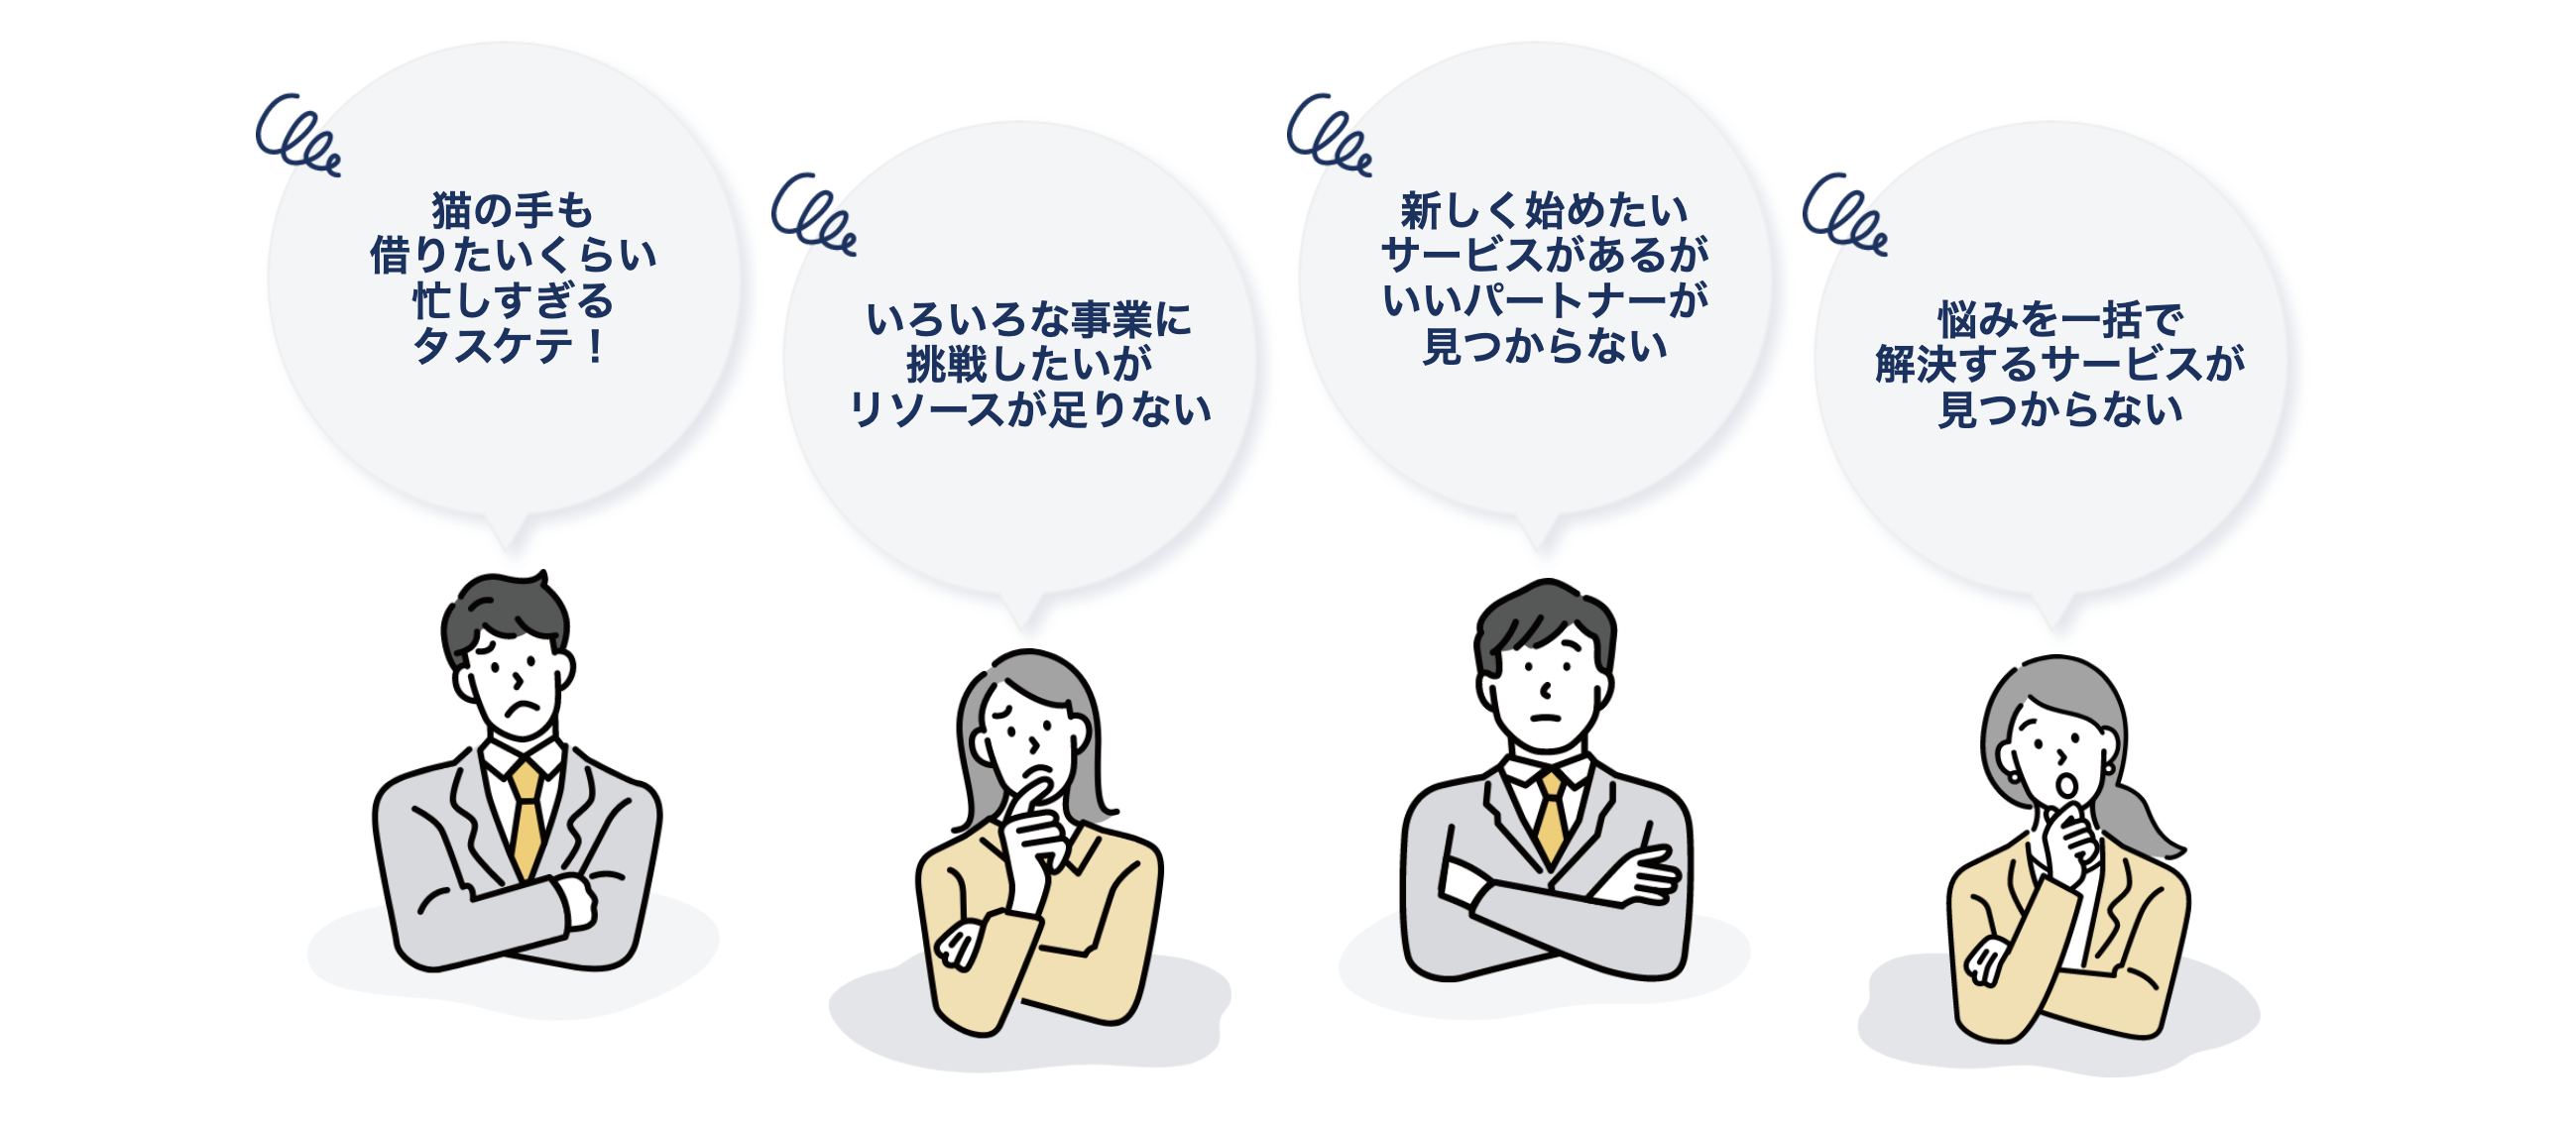 猫の手も
借りたいくらい
忙しすぎる
タスケテ！
いろいろな事業に
挑戦したいが
リソースが足りない
新しく始めたい
サービスがあるが
いいパートナーが
見つからない
悩みを一括で
解決するサービスが
見つからない